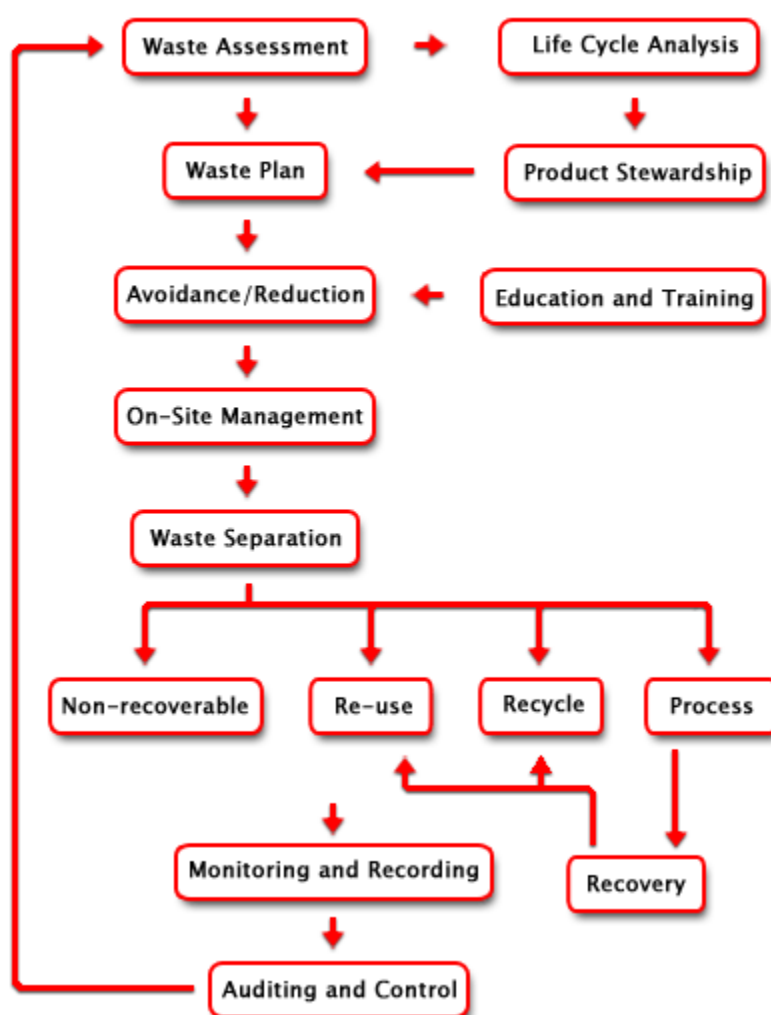 Waste Assessment
Life Cycle Analysis
Waste Plan
Product Stewardship
Avoidance/Reduction
Education and Training
On-Site Management
Waste Separation
Non-recoverable
Re-use
Recycle
Process
Monitoring and Recording
Recovery
Auditing and Control